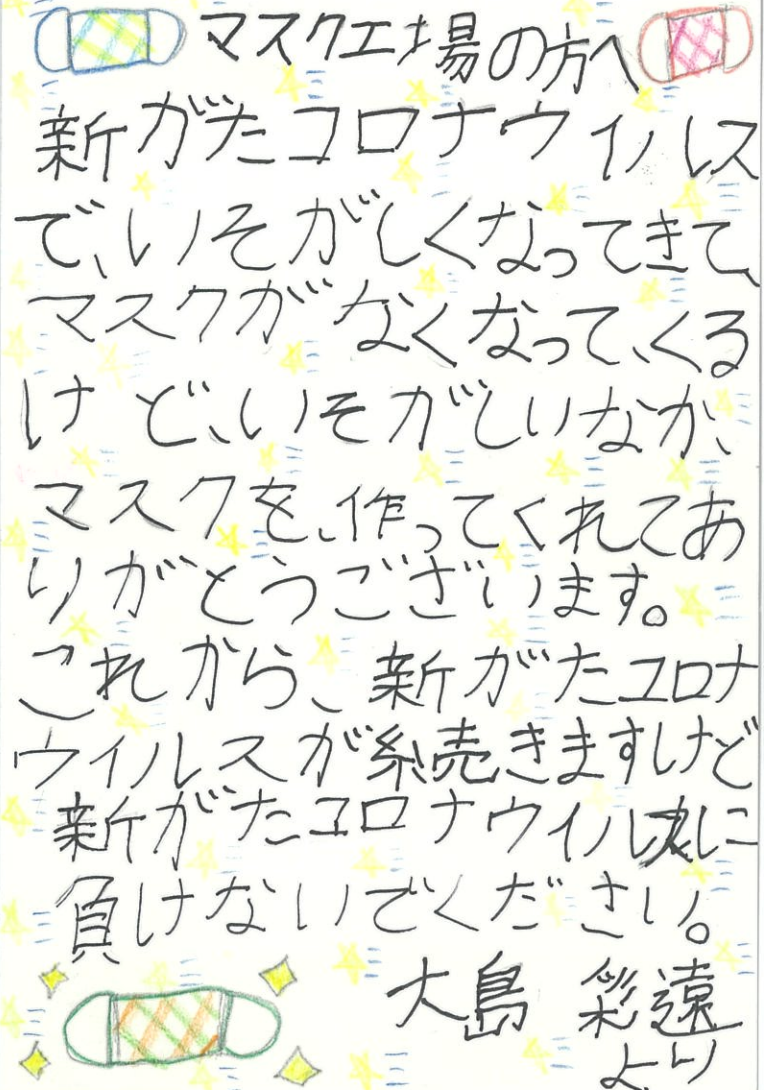 マスク工場の方へ
新がたコロナウイルス
で、いそがしくなってきて、
マスクがなくなって、くる
けど、いそがしいなか、
マスクを、作ってくれてあ
りがとうございます。
これから、新がたコロナ
ウイルスが続きますけど
新がたコロナウイルスに
負けないでください。
大島 彩遠
より